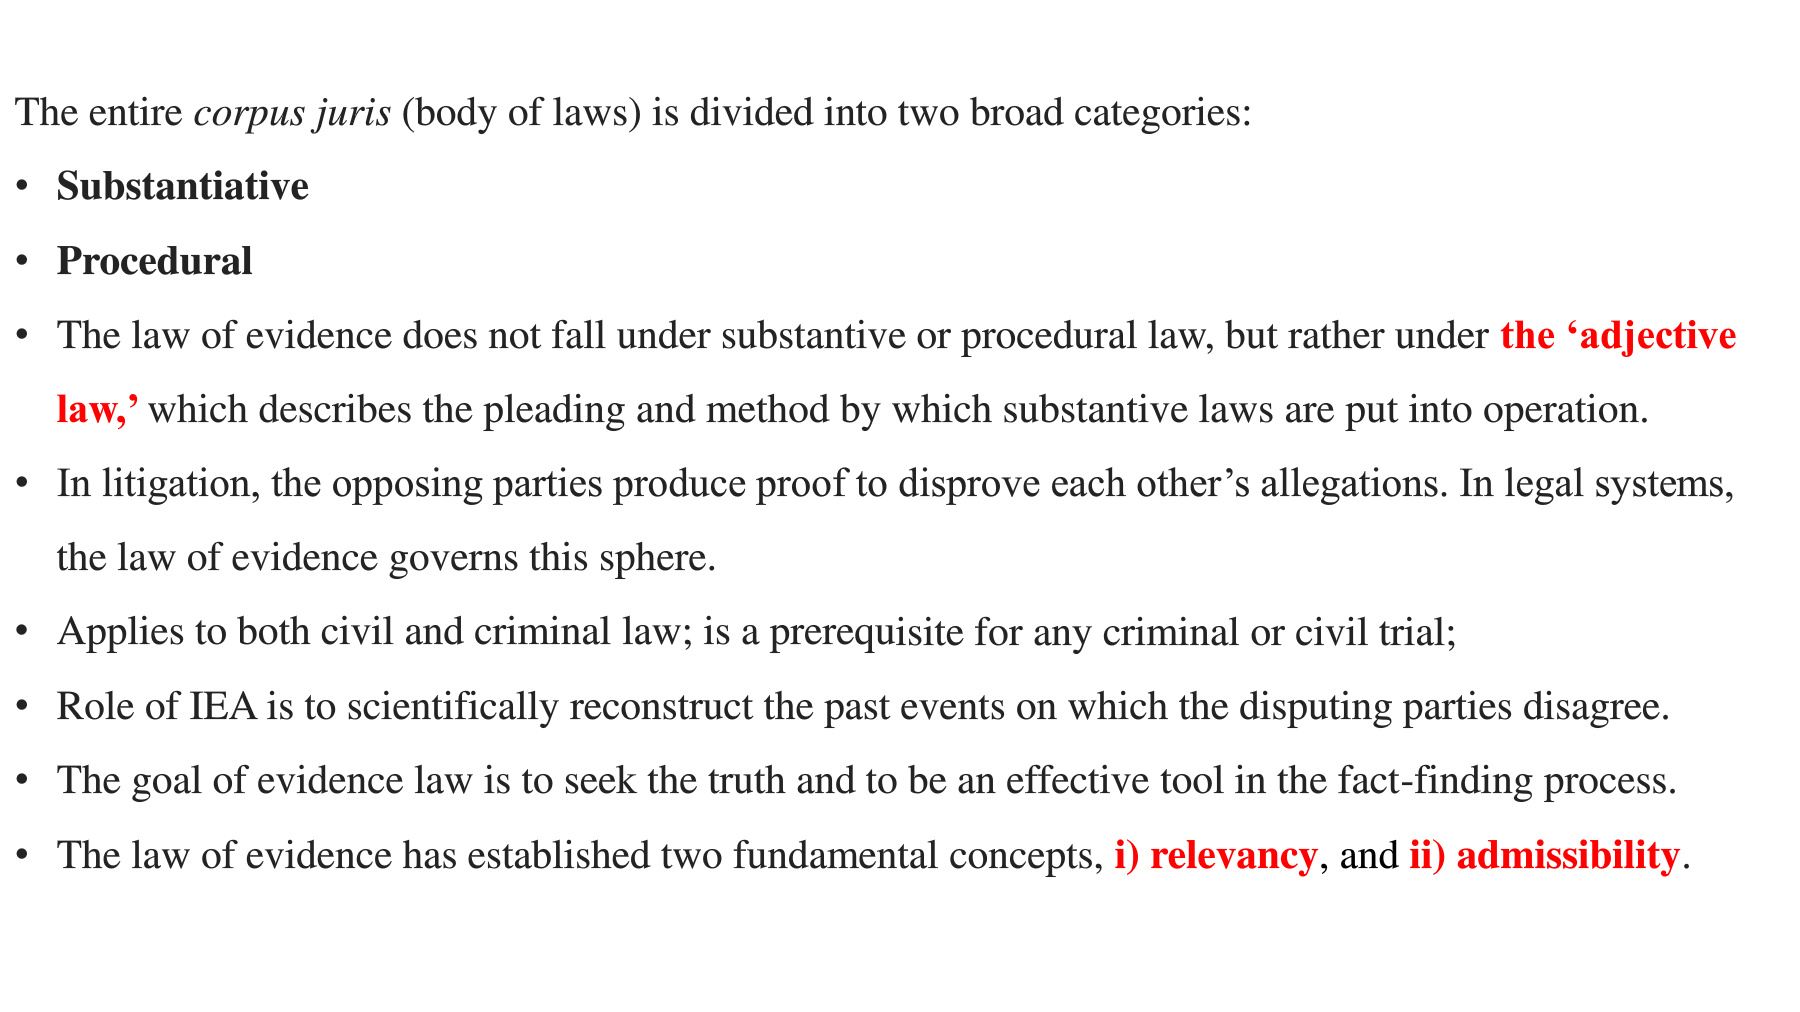 The entire corpus juris (body of laws) is divided into two broad categories:
• Substantiative
• Procedural
• The law of evidence does not fall under substantive or procedural law, but rather under the ‘adjective
law,’ which describes the pleading and method by which substantive laws are put into operation.
• In litigation, the opposing parties produce proof to disprove each other’s allegations. In legal systems,
the law of evidence governs this sphere.
• Applies to both civil and criminal law; is a prerequisite for any criminal or civil trial;
• Role of IEA is to scientifically reconstruct the past events on which the disputing parties disagree.
• The goal of evidence law is to seek the truth and to be an effective tool in the fact-finding process.
• The law of evidence has established two fundamental concepts, i) relevancy, and ii) admissibility.